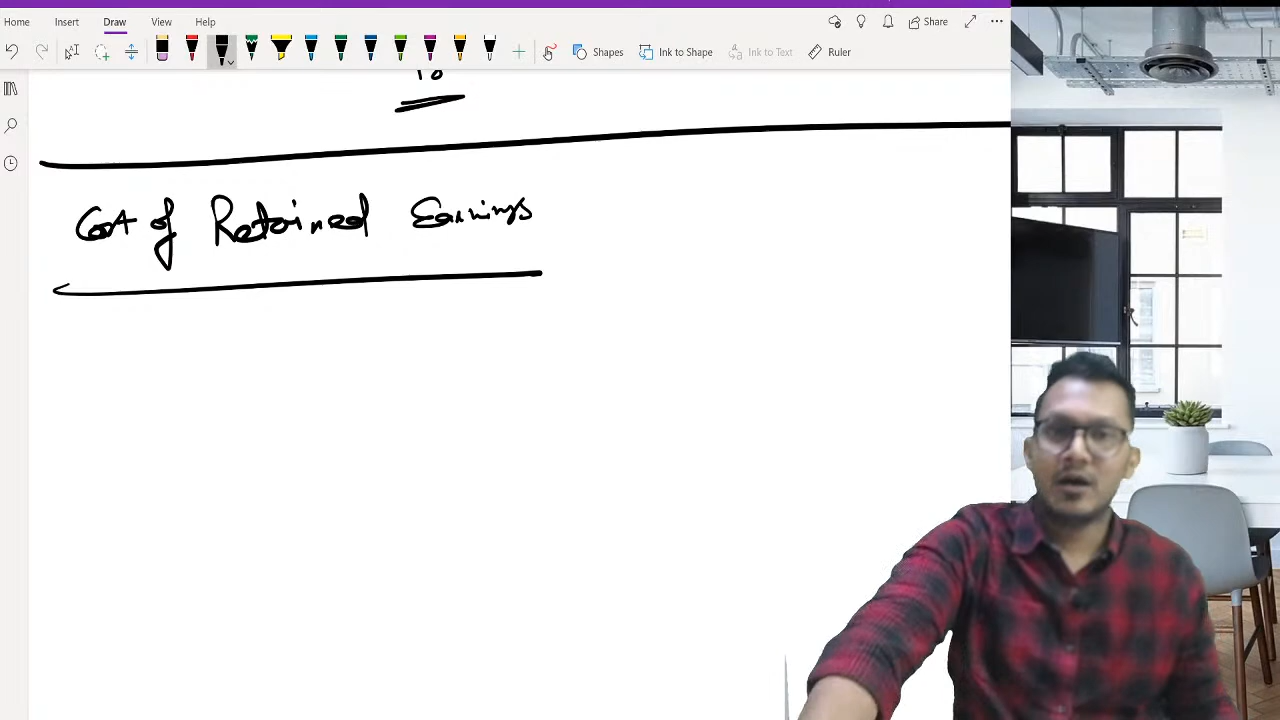 Home Insert Draw View Help
Share
Shapes Ink to Shape Ink to Text Ruler
Cost of Retained Earnings